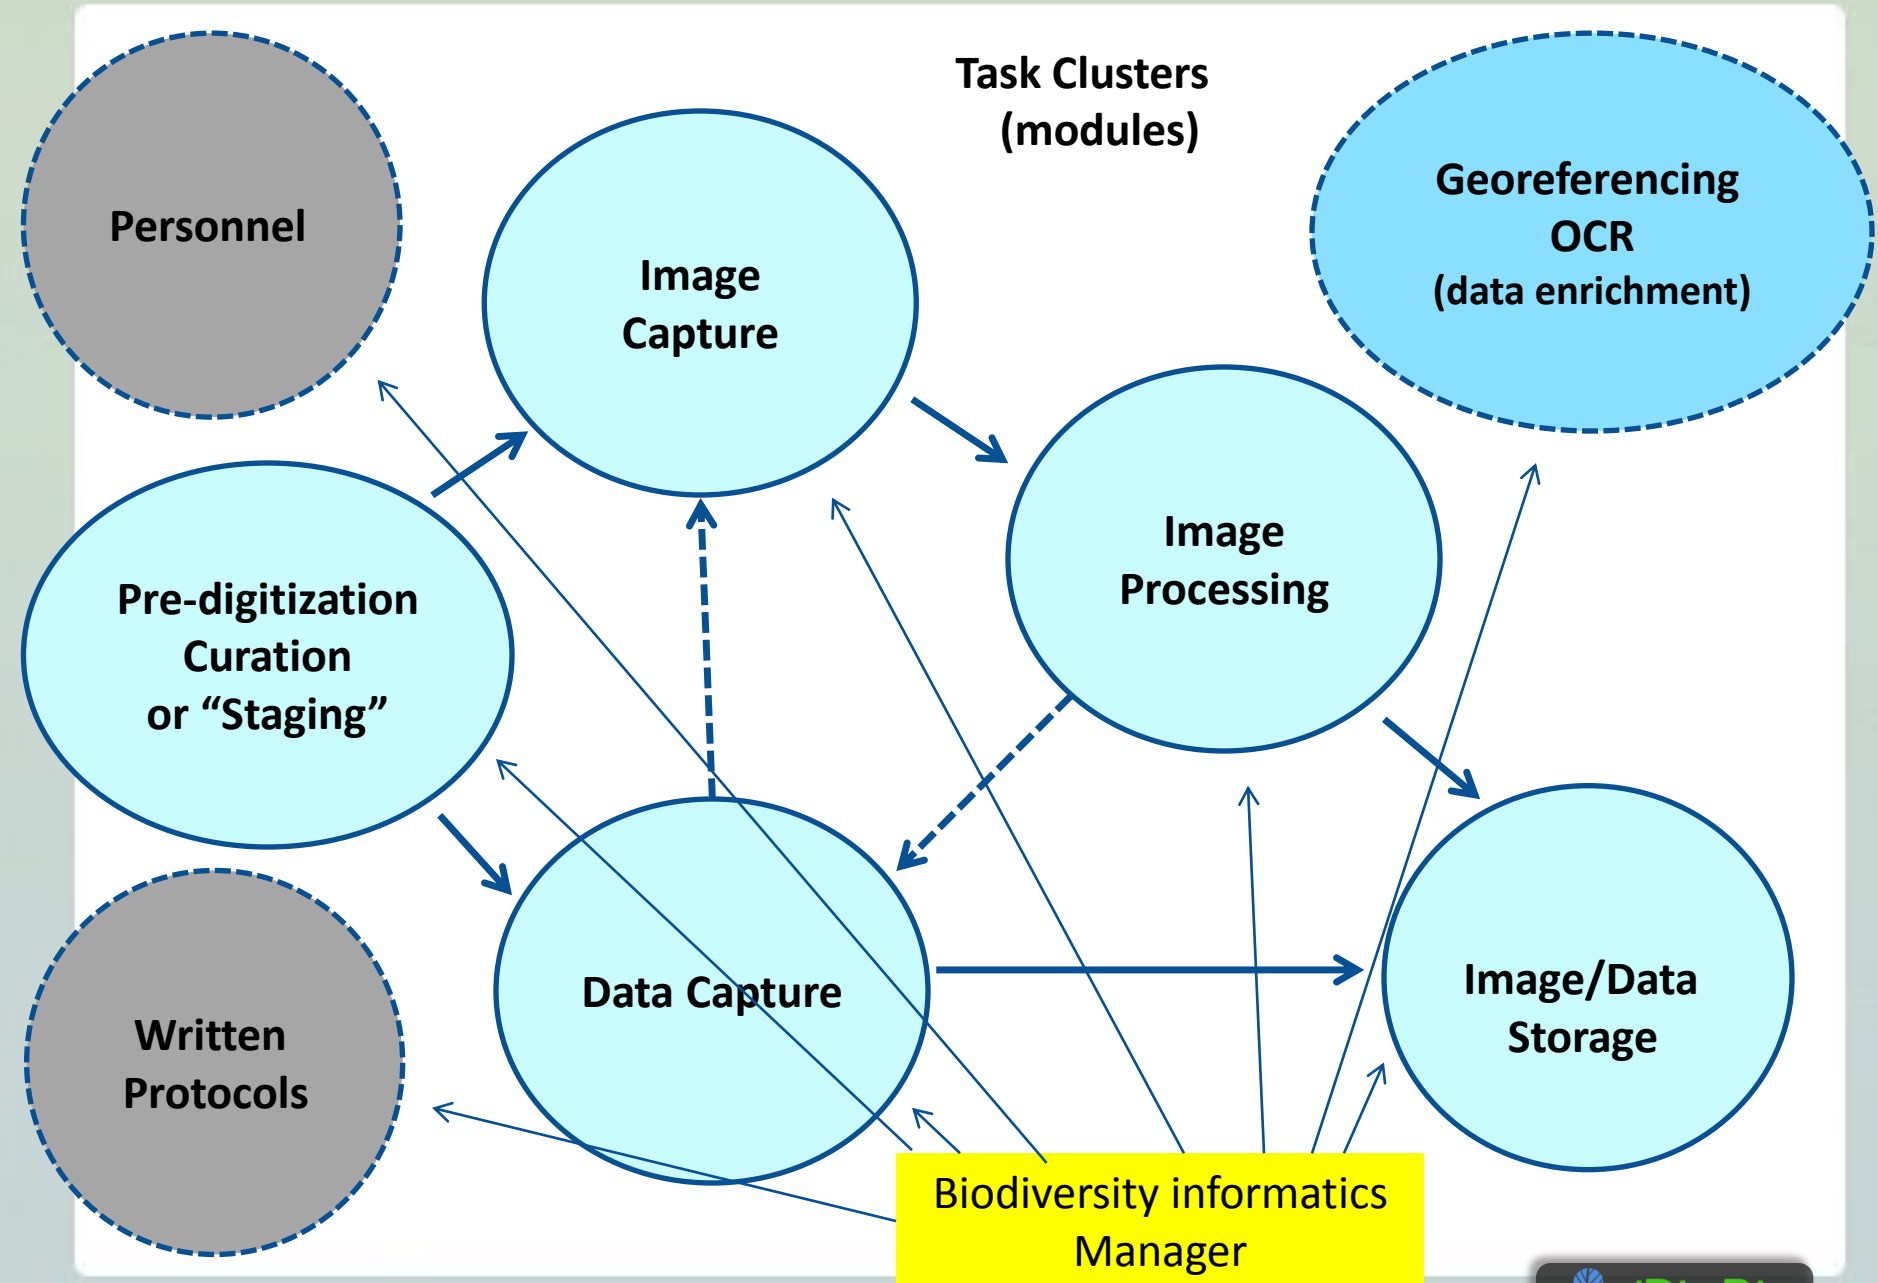 Task Clusters
(modules)
Personnel
Image
Capture
Georeferencing
OCR
(data enrichment)
Image
Processing
Pre-digitization
Curation
or “Staging”
Data Capture
Image/Data
Storage
Written
Protocols
Biodiversity informatics
Manager